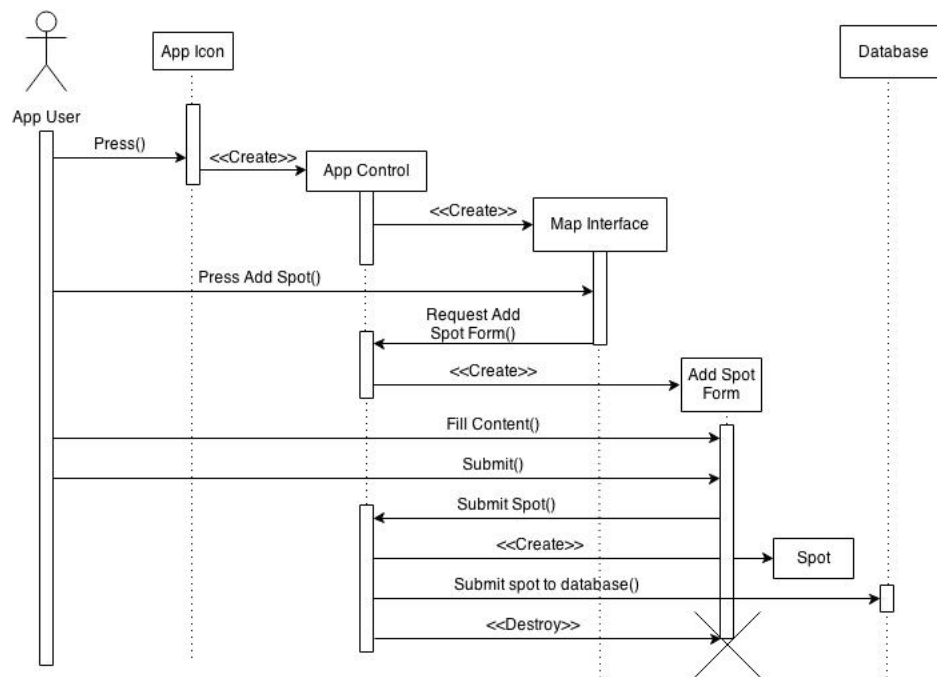 App Icon
Database
App User
Press()
<<Create>>
App Control
<<Create>>
Map Interface
Press Add Spot()
Request Add
Spot Form()
<<Create>>
Add Spot
Form
Fill Content()
Submit()
Submit Spot()
<<Create>>
Spot
Submit spot to database()
<<Destroy>>